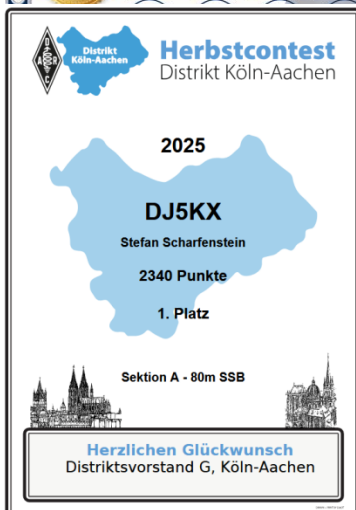 D
A R
C
Distrikt
Köln-Aachen
Herbstcontest
Distrikt Köln-Aachen
2025
DJ5KX
Stefan Scharfenstein
2340 Punkte
1. Platz
Sektion A - 80m SSB
Herzlichen Glückwunsch
Distriktsvorstand G, Köln-Aachen